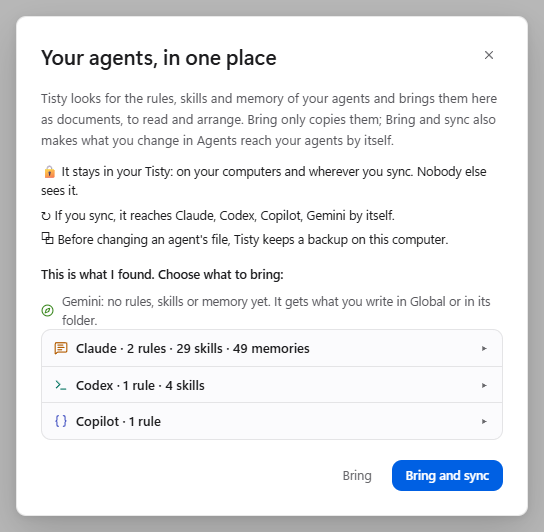 Your agents, in one place
Tisty looks for the rules, skills and memory of your agents and brings them here
as documents, to read and arrange. Bring only copies them; Bring and sync also
makes what you change in Agents reach your agents by itself.
🔒 It stays in your Tisty: on your computers and wherever you sync. Nobody else
sees it.
↻ If you sync, it reaches Claude, Codex, Copilot, Gemini by itself.
Before changing an agent's file, Tisty keeps a backup on this computer.
This is what I found. Choose what to bring:
Gemini: no rules, skills or memory yet. It gets what you write in Global or in its
folder.
Claude · 2 rules · 29 skills · 49 memories
Codex · 1 rule · 4 skills
Copilot · 1 rule
Bring
Bring and sync